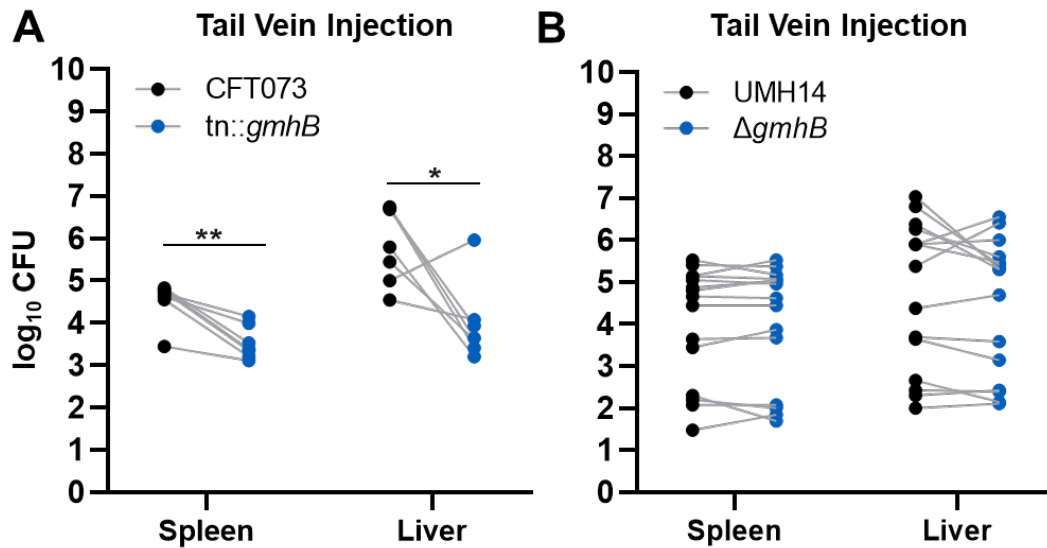 A
Tail Vein Injection
log10 CFU
10
9
8
7
6
5
4
3
2
1
0
CFT073
tn::gmhB
**
*
Spleen
Liver
B
Tail Vein Injection
10
9
8
7
6
5
4
3
2
1
0
UMH14
ΔgmhB
Spleen
Liver